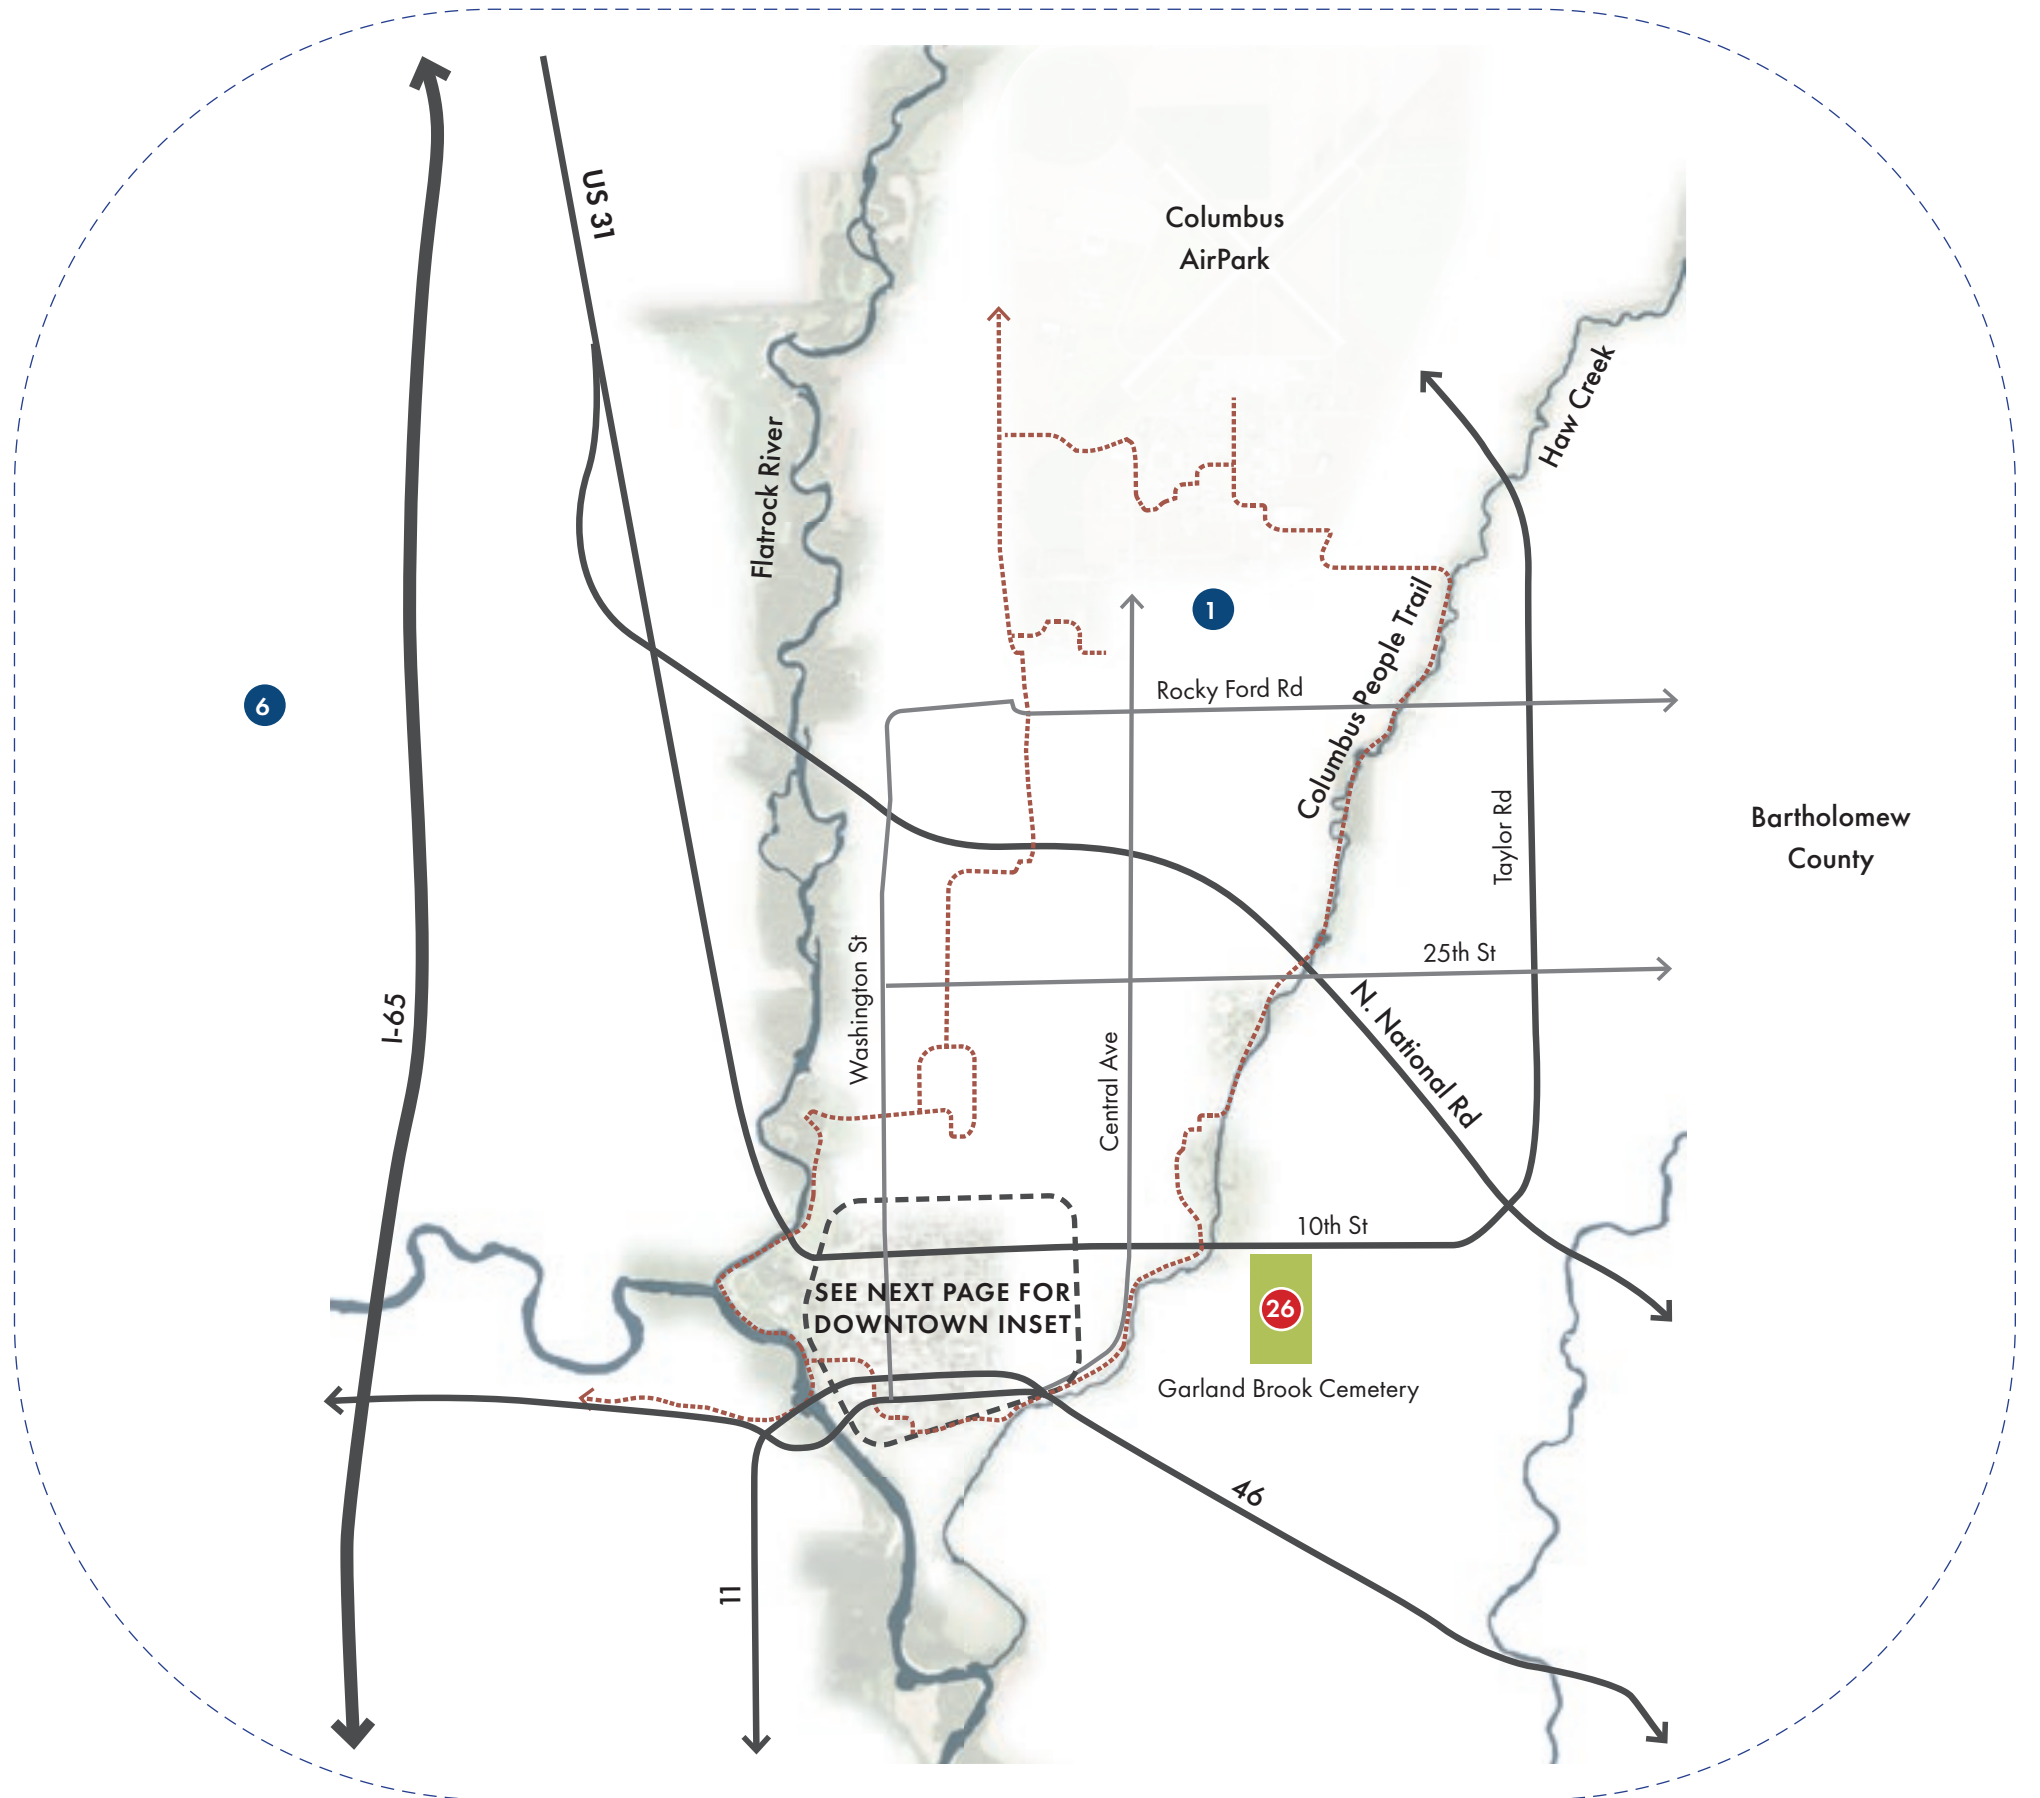 US 31
Columbus
AirPark
Haw Creek
Flatrock River
1
Columbus People Trail
Rocky Ford Rd
6
Taylor Rd
Bartholomew
County
25th St
Washington St
I-65
N. National Rd
Central Ave
10th St
SEE NEXT PAGE FOR
DOWNTOWN INSET
26
Garland Brook Cemetery
46
11